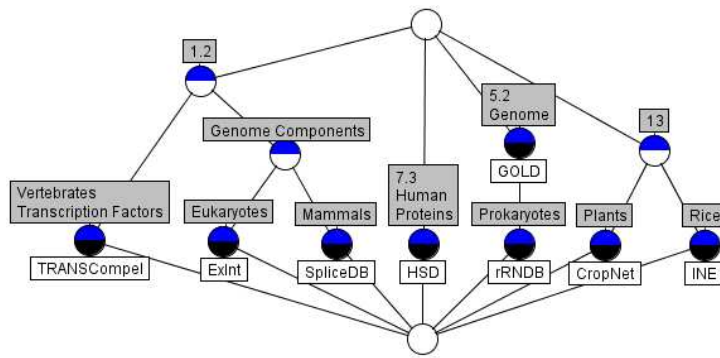 1.2
5.2
Genome
13
Genome Components
GOLD
7.3
Human
Proteins
Vertebrates
Transcription Factors
Eukaryotes
Mammals
Prokaryotes
Plants
Rice
TRANSCompel
ExInt
SpliceDB
HSD
rRNDB
CropNet
INE